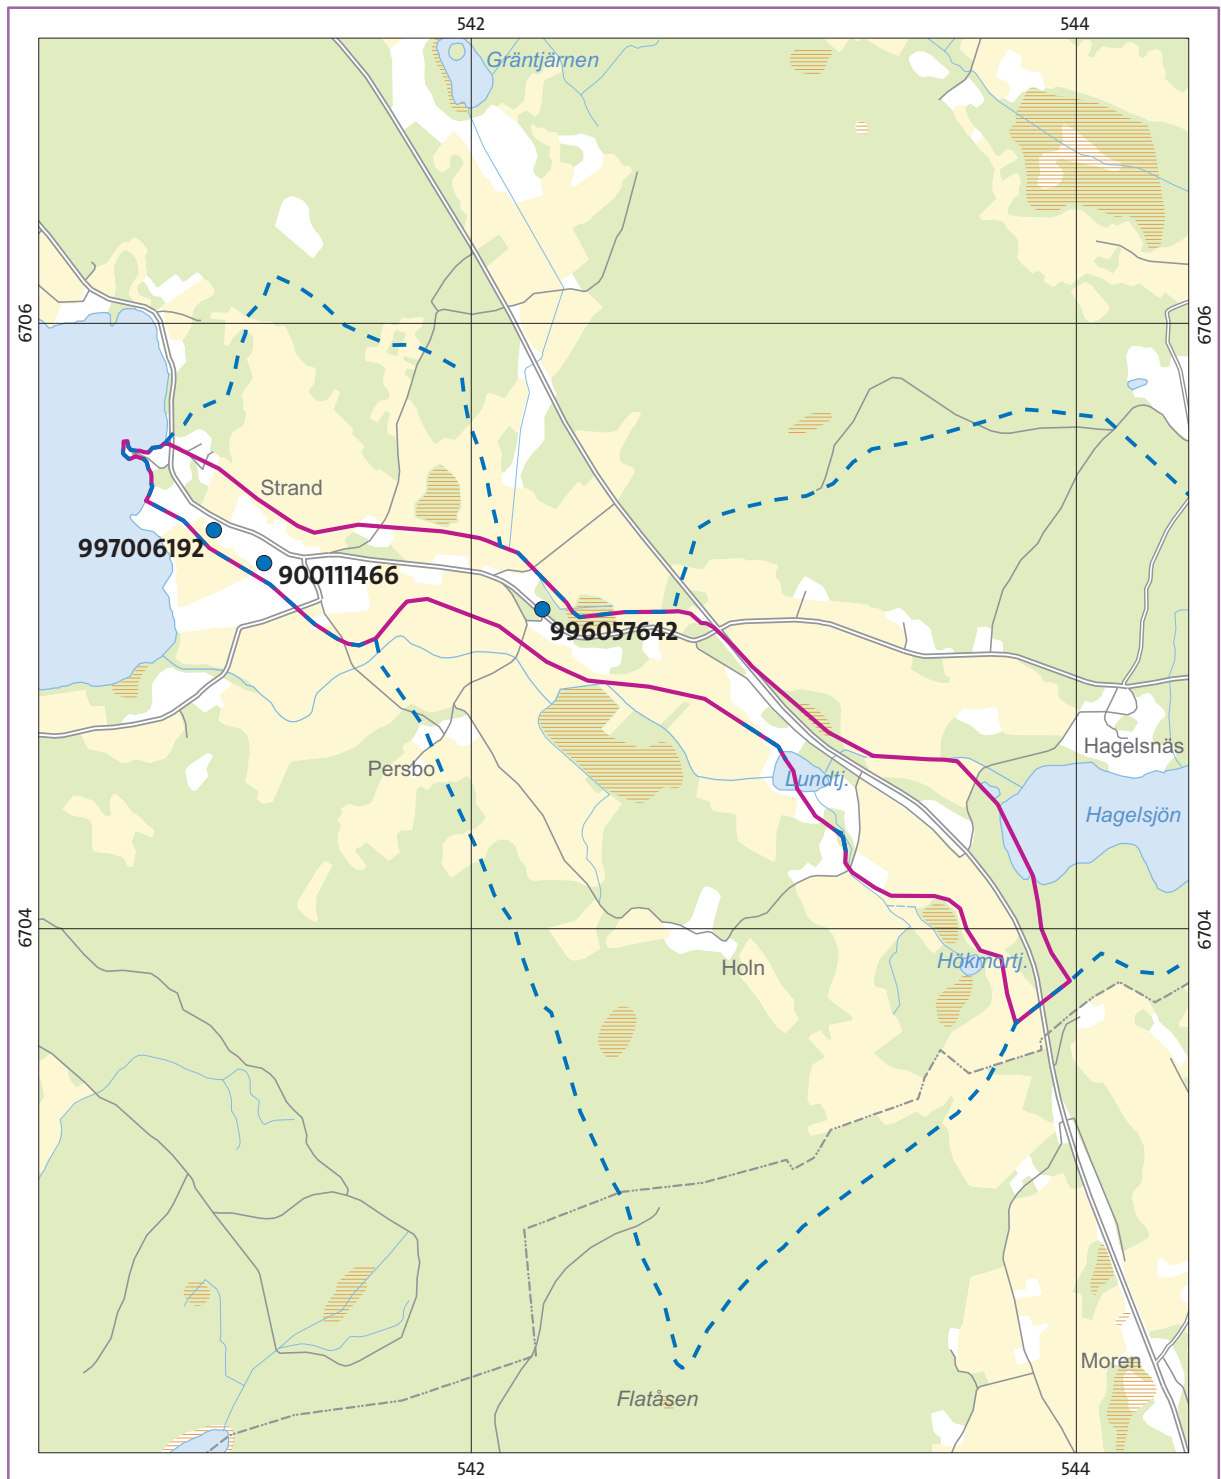 542
544
Gräntjärnen
6706
6706
Strand
997006192
900111466
996057642
Hagelsnäs
Persbo
Lundtj.
Hagelsjön
6704
6704
Hökmortj.
Holn
Moren
Flatåsen
542
544